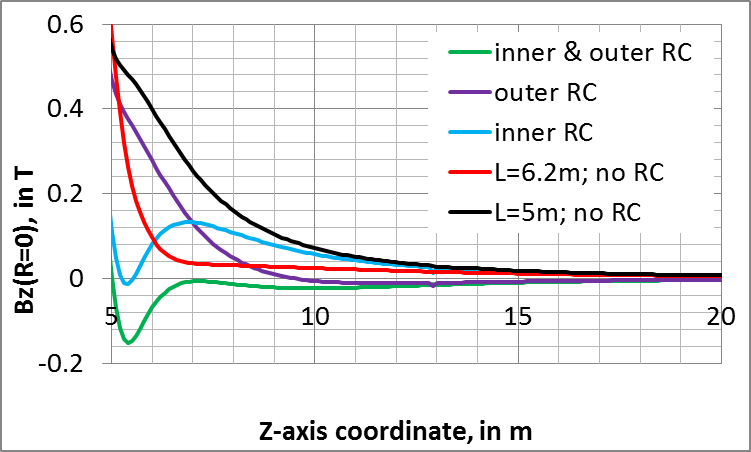 0.6
0.4
0.2
0
-0.2
Bz(R=0), in T
inner & outer RC
outer RC
inner RC
L=6.2m; no RC
L=5m; no RC
5
10
15
20
Z-axis coordinate, in m